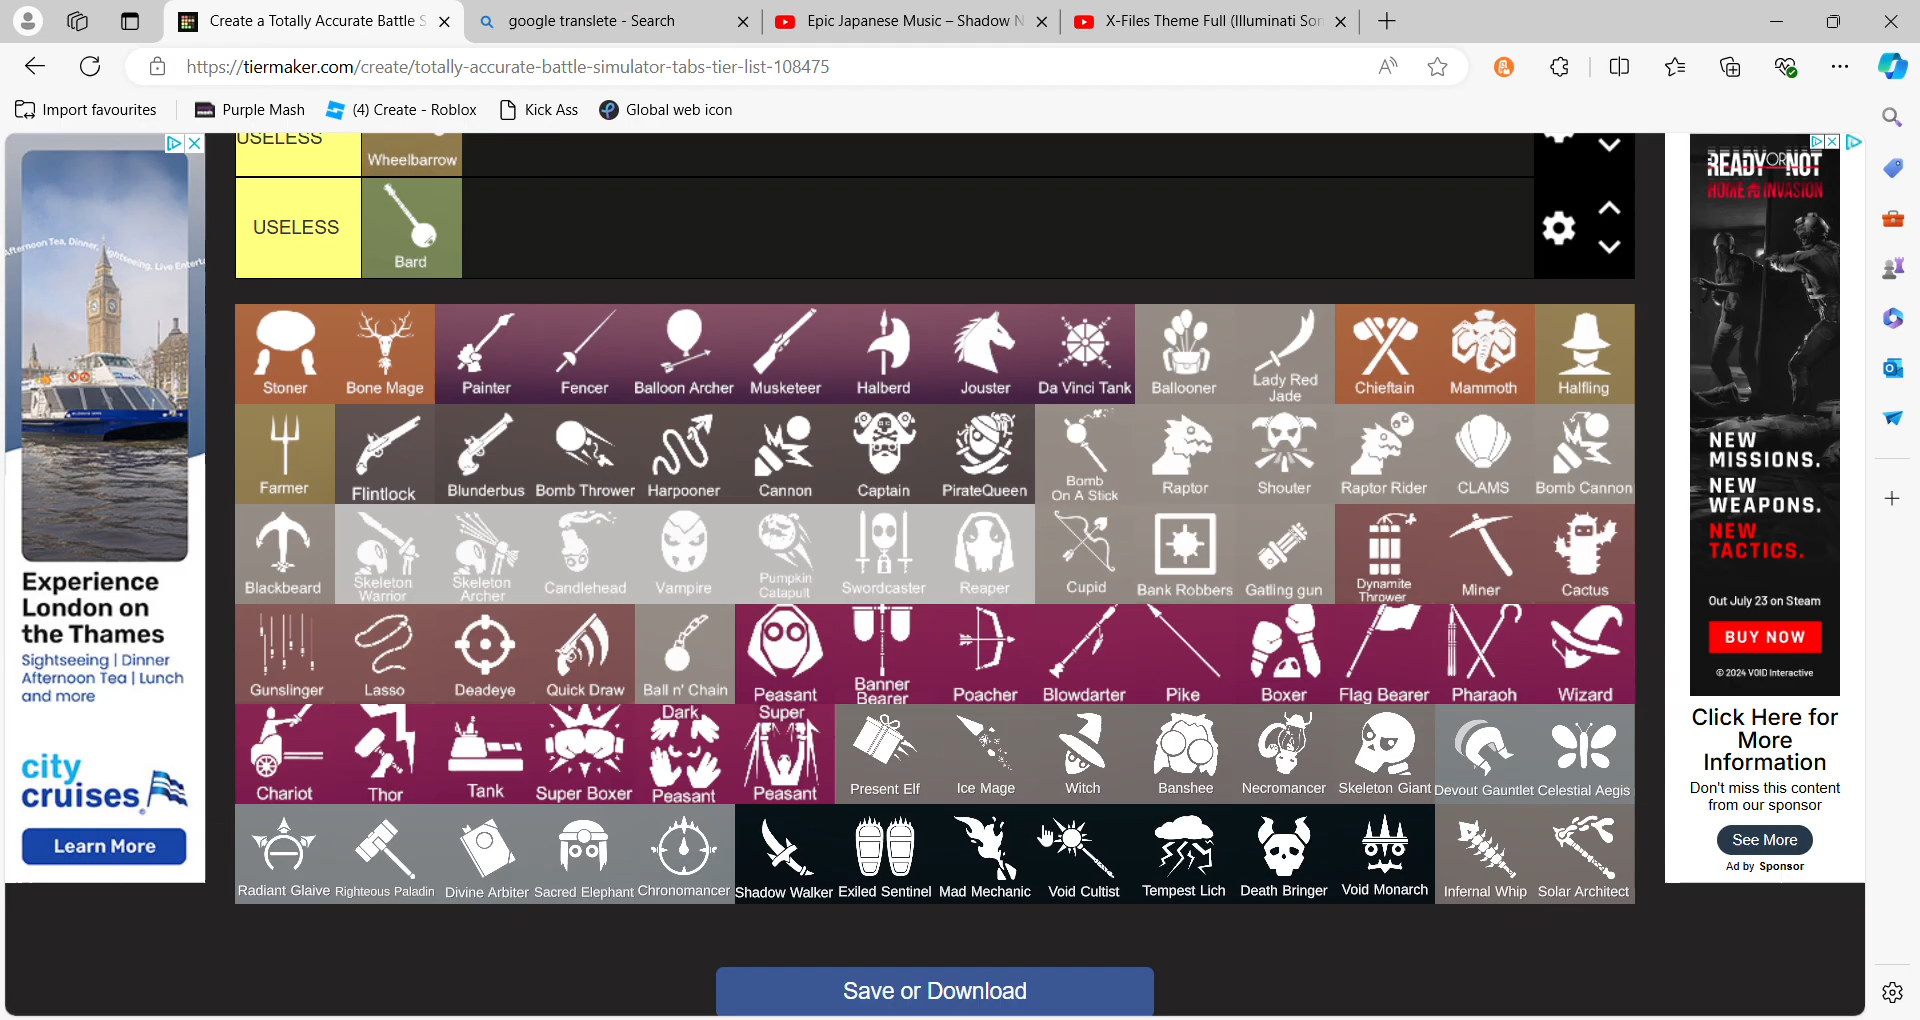 Create a Totally Accurate Battle S
google translete - Search
Epic Japanese Music – Shadow N
X-Files Theme Full (Illuminati Son
https://tiermaker.com/create/totally-accurate-battle-simulator-tabs-tier-list-108475
Import favourites
Purple Mash
(4) Create - Roblox
Kick Ass
Global web icon
USELESS
Wheelbarrow
USELESS
Bard
Stoner
Bone Mage
Painter
Fencer
Balloon Archer
Musketeer
Halberd
Jouster
Da Vinci Tank
Ballooner
Lady Red
Jade
Chieftain
Mammoth
Halfling
Farmer
Flintlock
Blunderbus
Bomb Thrower
Harpooner
Cannon
Captain
PirateQueen
Bomb
On A Stick
Raptor
Shouter
Raptor Rider
CLAMS
Bomb Cannon
Blackbeard
Skeleton
Warrior
Skeleton
Archer
Candlehead
Vampire
Pumpkin
Catapult
Swordcaster
Reaper
Cupid
Bank Robbers
Gatling gun
Dynamite
Thrower
Miner
Cactus
Gunslinger
Lasso
Deadeye
Quick Draw
Ball n' Chain
Peasant
Banner
Bearer
Poacher
Blowdarter
Pike
Boxer
Flag Bearer
Pharaoh
Wizard
Chariot
Thor
Tank
Super Boxer
Dark
Peasant
Super
Peasant
Present Elf
Ice Mage
Witch
Banshee
Necromancer
Skeleton Giant
Devout Gauntlet
Celestial Aegis
Radiant Glaive
Righteous Paladin
Divine Arbiter
Sacred Elephant
Chronomancer
Shadow Walker
Exiled Sentinel
Mad Mechanic
Void Cultist
Tempest Lich
Death Bringer
Void Monarch
Infernal Whip
Solar Architect
Save or Download
Afternoon Tea, Dinner,
Sightseeing, Live Entert
Experience
London on
the Thames
Sightseeing | Dinner
Afternoon Tea | Lunch
and more
city
cruises
Learn More
READY OR NOT
HOME INVASION
NEW
MISSIONS.
NEW
WEAPONS.
NEW
TACTICS.
Out July 23 on Steam
BUY NOW
© 2024 VOID Interactive
Click Here for
More
Information
Don't miss this content
from our sponsor
See More
Ad by Sponsor